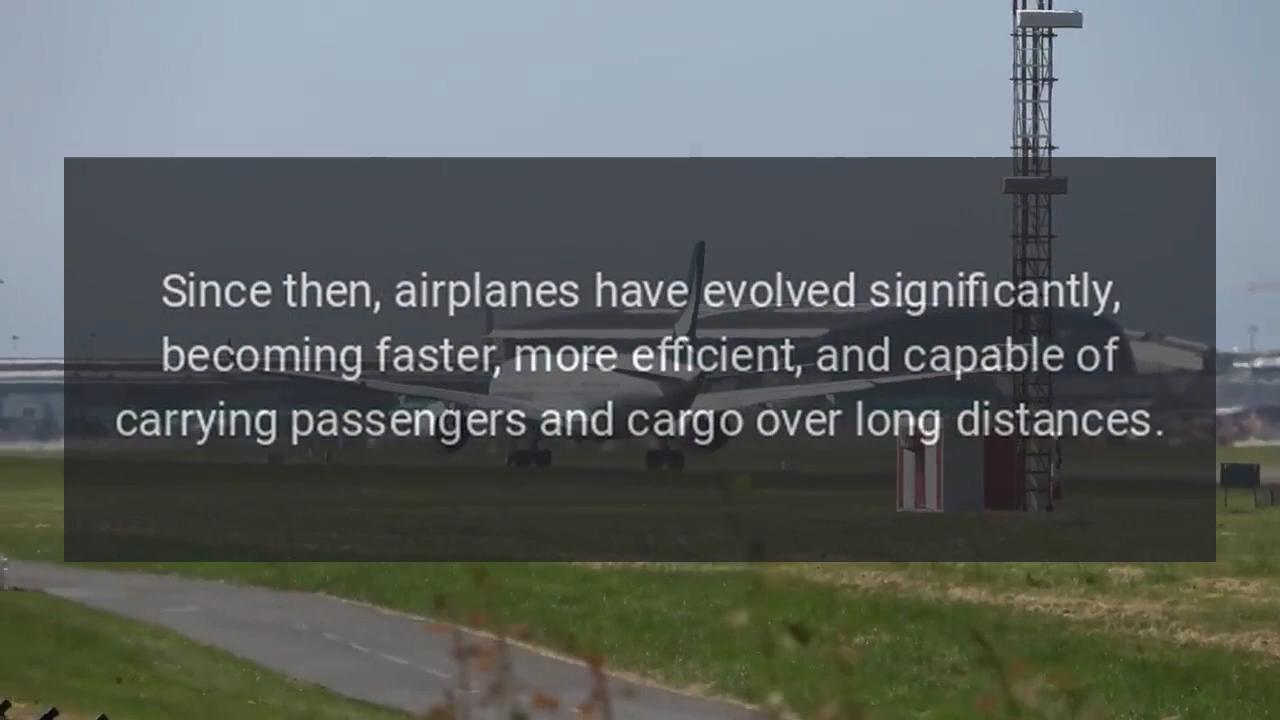 Since then, airplanes have evolved significantly,
becoming faster, more efficient, and capable of
carrying passengers and cargo over long distances.